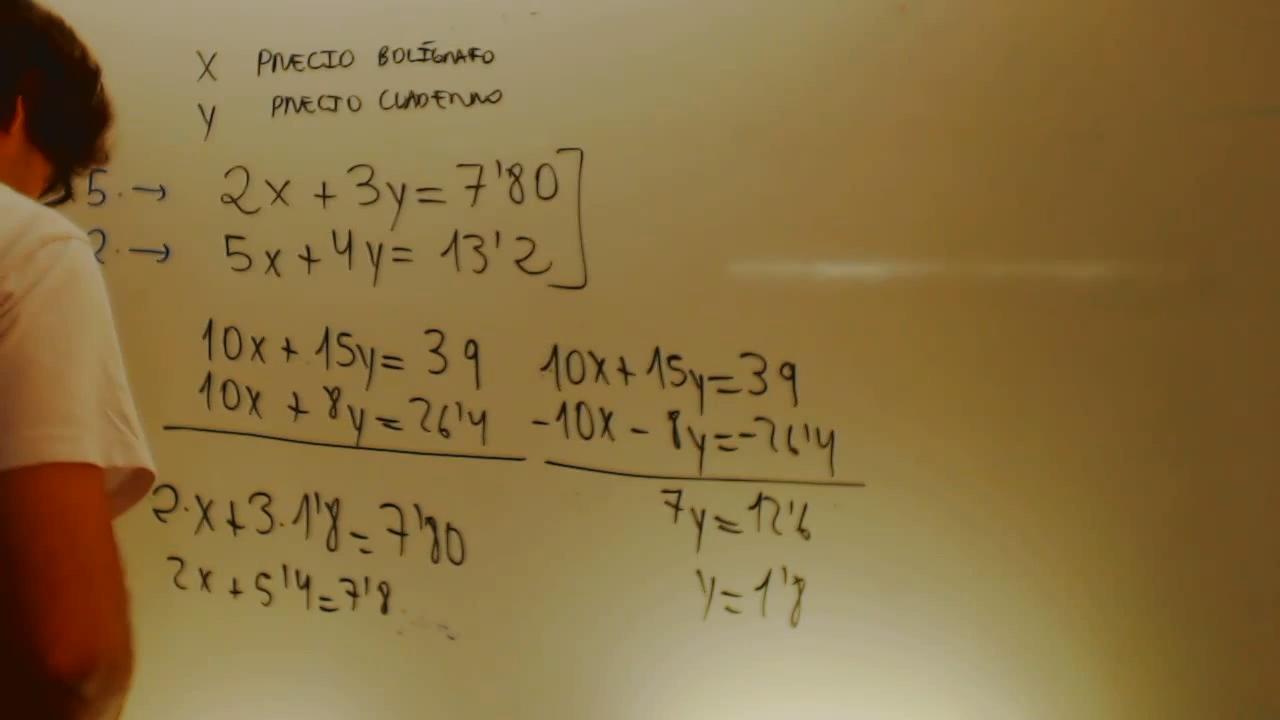 X PRECIO BOLÍGRAFO
Y PRECIO CUADERNO
5. → 2x + 3y = 7'80
2. → 5x + 4y = 13'2
10x + 15y = 39
10x + 8y = 26'4
10x + 15y = 39
-10x - 8y = -26'4
7y = 12'6
y = 1'8
2·x + 3·1'8 = 7'80
2x + 5'4 = 7'8